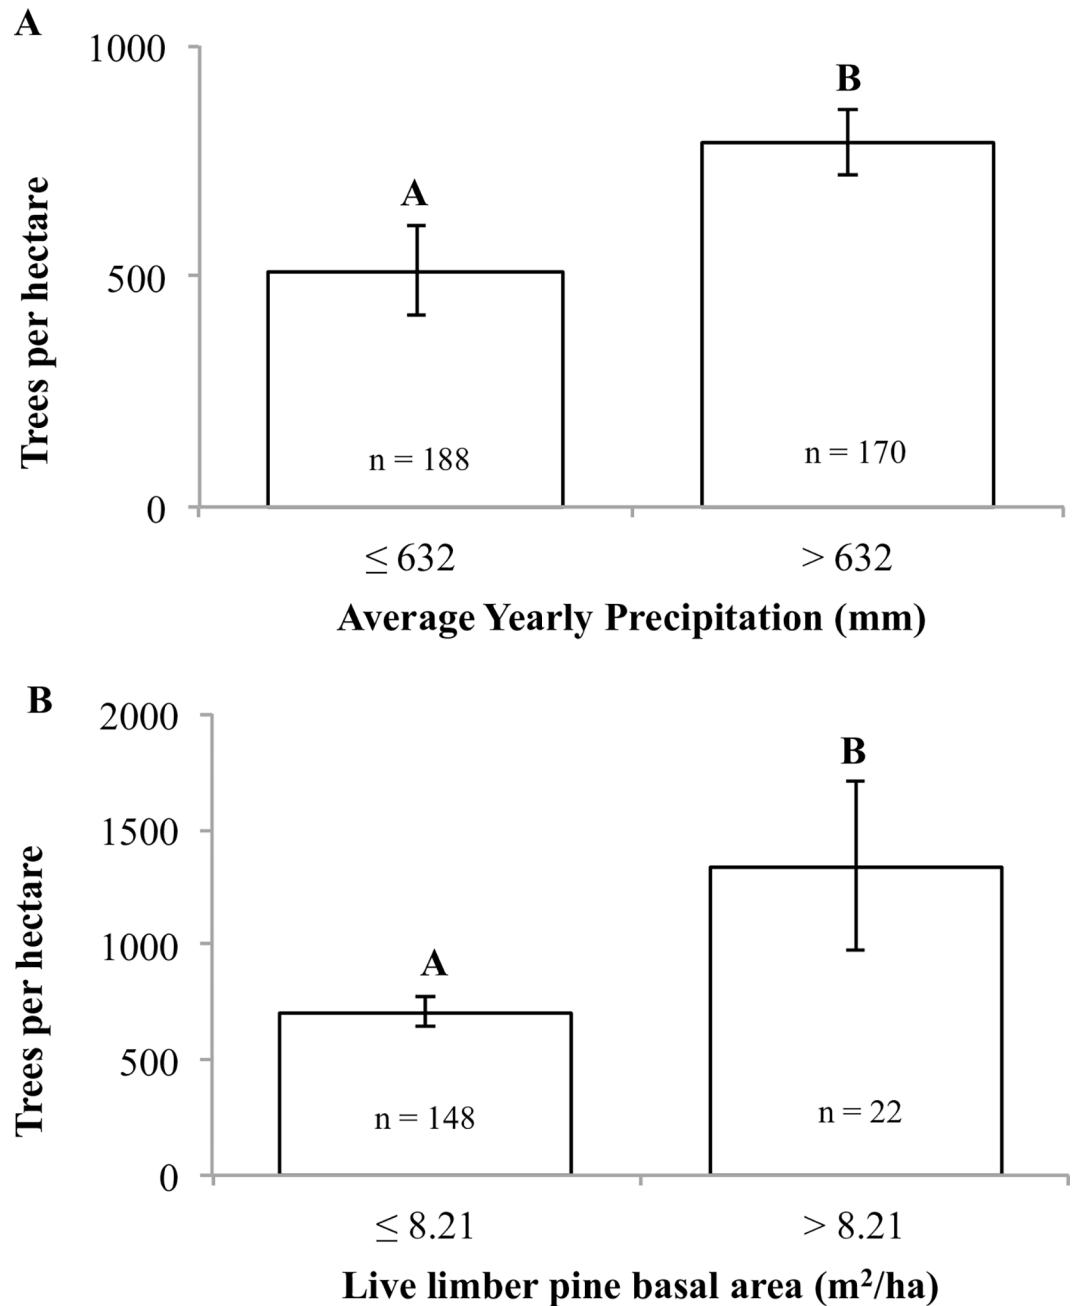 A
1000
B
A
500
Trees per hectare
n = 188
n = 170
0
≤ 632
> 632
Average Yearly Precipitation (mm)
B
2000
B
1500
1000
A
Trees per hectare
500
n = 148
n = 22
0
≤ 8.21
> 8.21
Live limber pine basal area (m²/ha)